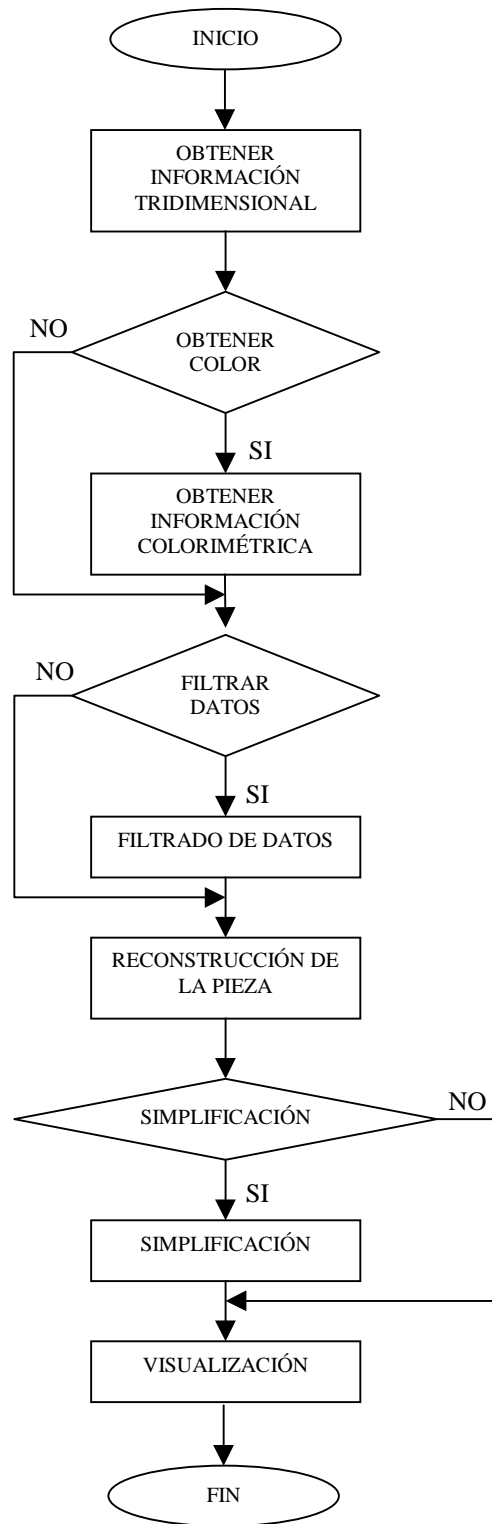 INICIO
OBTENER
INFORMACIÓN
TRIDIMENSIONAL
NO
OBTENER
COLOR
SI
OBTENER
INFORMACIÓN
COLORIMÉTRICA
NO
FILTRAR
DATOS
SI
FILTRADO DE DATOS
RECONSTRUCCIÓN DE
LA PIEZA
SIMPLIFICACIÓN
NO
SI
SIMPLIFICACIÓN
VISUALIZACIÓN
FIN